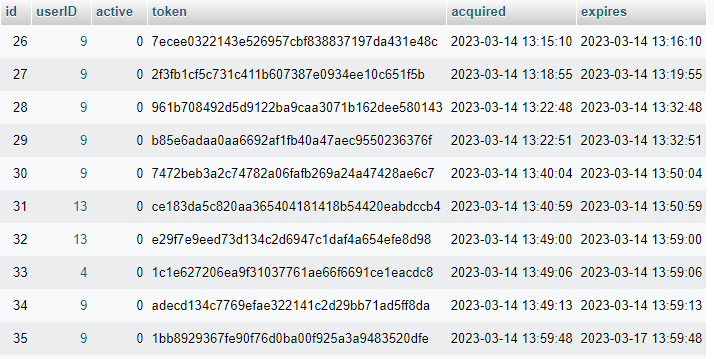 id userID active token acquired expires
26 9 0 7ecee0322143e526957cbf838837197da431e48c 2023-03-14 13:15:10 2023-03-14 13:16:10
27 9 0 2f3fb1cf5c731c411b607387e0934ee10c651f5b 2023-03-14 13:18:55 2023-03-14 13:19:55
28 9 0 961b708492d5d9122ba9caa3071b162dee580143 2023-03-14 13:22:48 2023-03-14 13:32:48
29 9 0 b85e6adaa0aa6692af1fb40a47aec9550236376f 2023-03-14 13:22:51 2023-03-14 13:32:51
30 9 0 7472beb3a2c74782a06fafb269a24a47428ae6c7 2023-03-14 13:40:04 2023-03-14 13:50:04
31 13 0 ce183da5c820aa365404181418b54420eabdccb4 2023-03-14 13:40:59 2023-03-14 13:50:59
32 13 0 e29f7e9eed73d134c2d6947c1daf4a654efe8d98 2023-03-14 13:49:00 2023-03-14 13:59:00
33 4 0 1c1e627206ea9f31037761ae66f6691ce1eacdc8 2023-03-14 13:49:06 2023-03-14 13:59:06
34 9 0 adecd134c7769efae322141c2d29bb71ad5ff8da 2023-03-14 13:49:13 2023-03-14 13:59:13
35 9 0 1bb8929367fe90f76d0ba00f925a3a9483520dfe 2023-03-14 13:59:48 2023-03-17 13:59:48